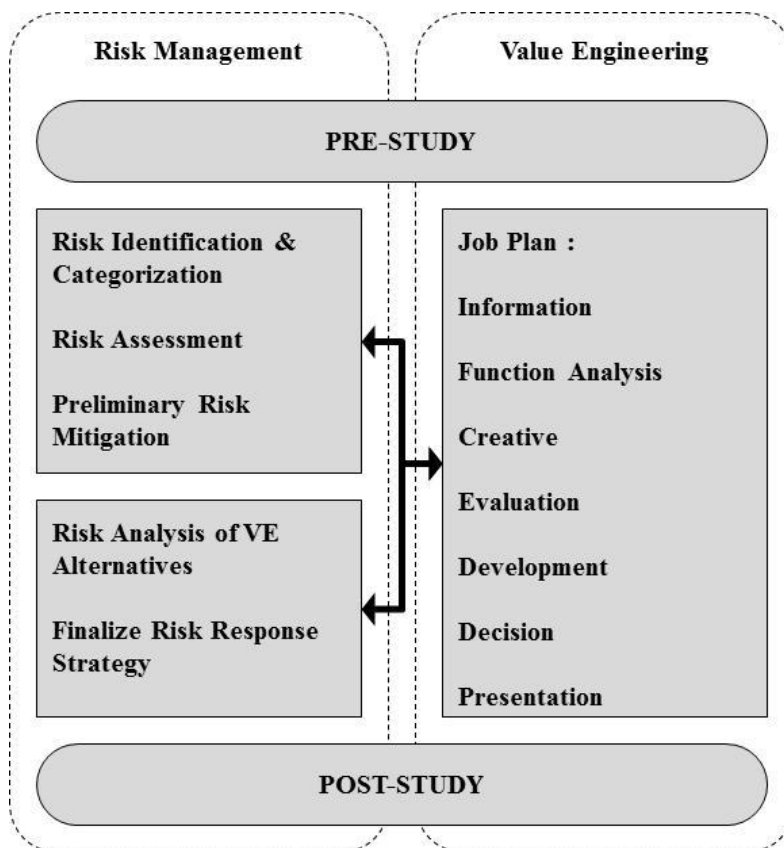 Risk Management
Value Engineering
PRE-STUDY
Risk Identification &
Categorization
Risk Assessment
Preliminary Risk
Mitigation
Risk Analysis of VE
Alternatives
Finalize Risk Response
Strategy
Job Plan :
Information
Function Analysis
Creative
Evaluation
Development
Decision
Presentation
POST-STUDY